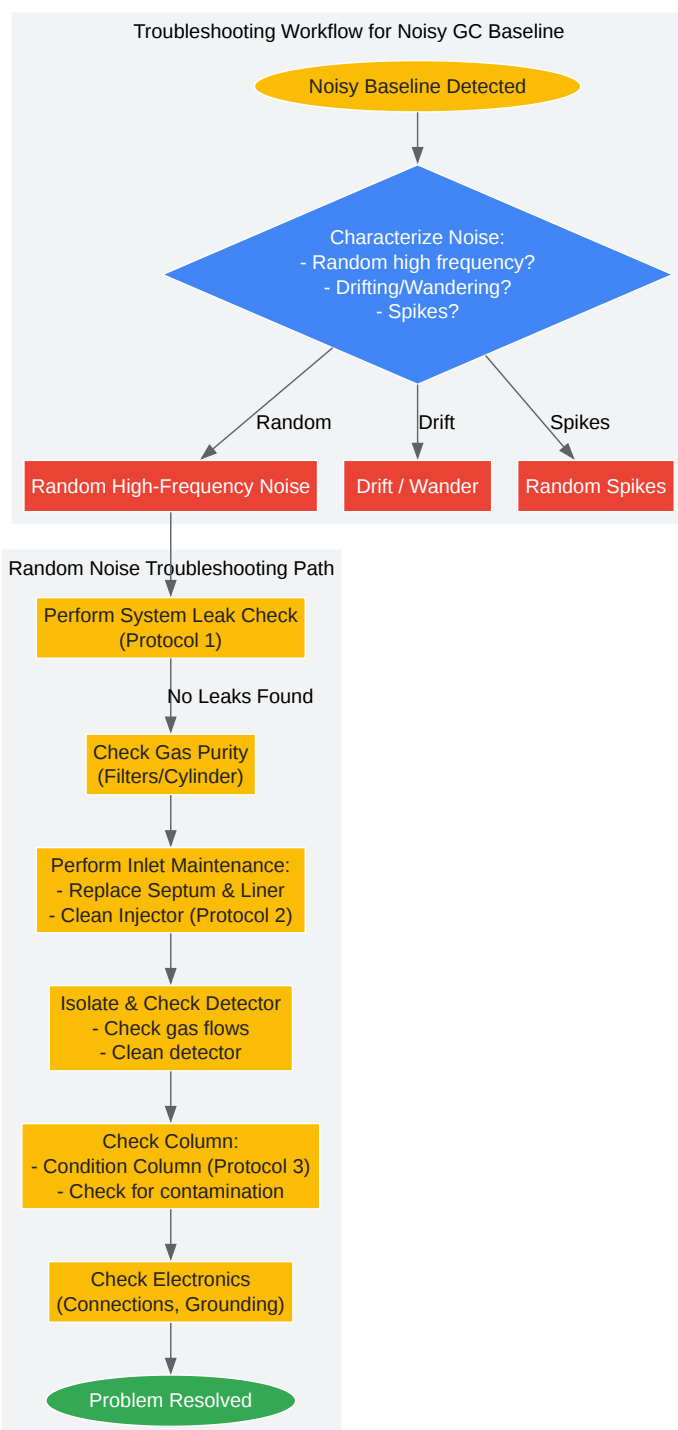 Troubleshooting Workflow for Noisy GC Baseline
Noisy Baseline Detected
Characterize Noise:
- Random high frequency?
- Drifting/Wandering?
- Spikes?
Random
Drift
Spikes
Random High-Frequency Noise
Drift / Wander
Random Spikes
Random Noise Troubleshooting Path
Perform System Leak Check
(Protocol 1)
No Leaks Found
Check Gas Purity
(Filters/Cylinder)
Perform Inlet Maintenance:
- Replace Septum & Liner
- Clean Injector (Protocol 2)
Isolate & Check Detector
- Check gas flows
- Clean detector
Check Column:
- Condition Column (Protocol 3)
- Check for contamination
Check Electronics
(Connections, Grounding)
Problem Resolved